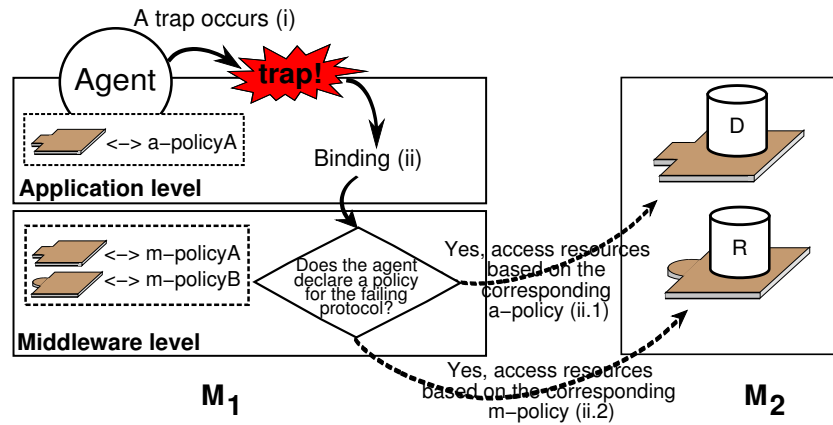 A trap occurs (i)
Agent
trap!
<-> a-policyA
Binding (ii)
Application level
<-> m-policyA
<-> m-policyB
Does the agent
declare a policy
for the failing
protocol?
Middleware level
Yes, access resources
based on the
corresponding
a-policy (ii.1)
Yes, access resources
based on the corresponding
m-policy (ii.2)
D
R
M1
M2